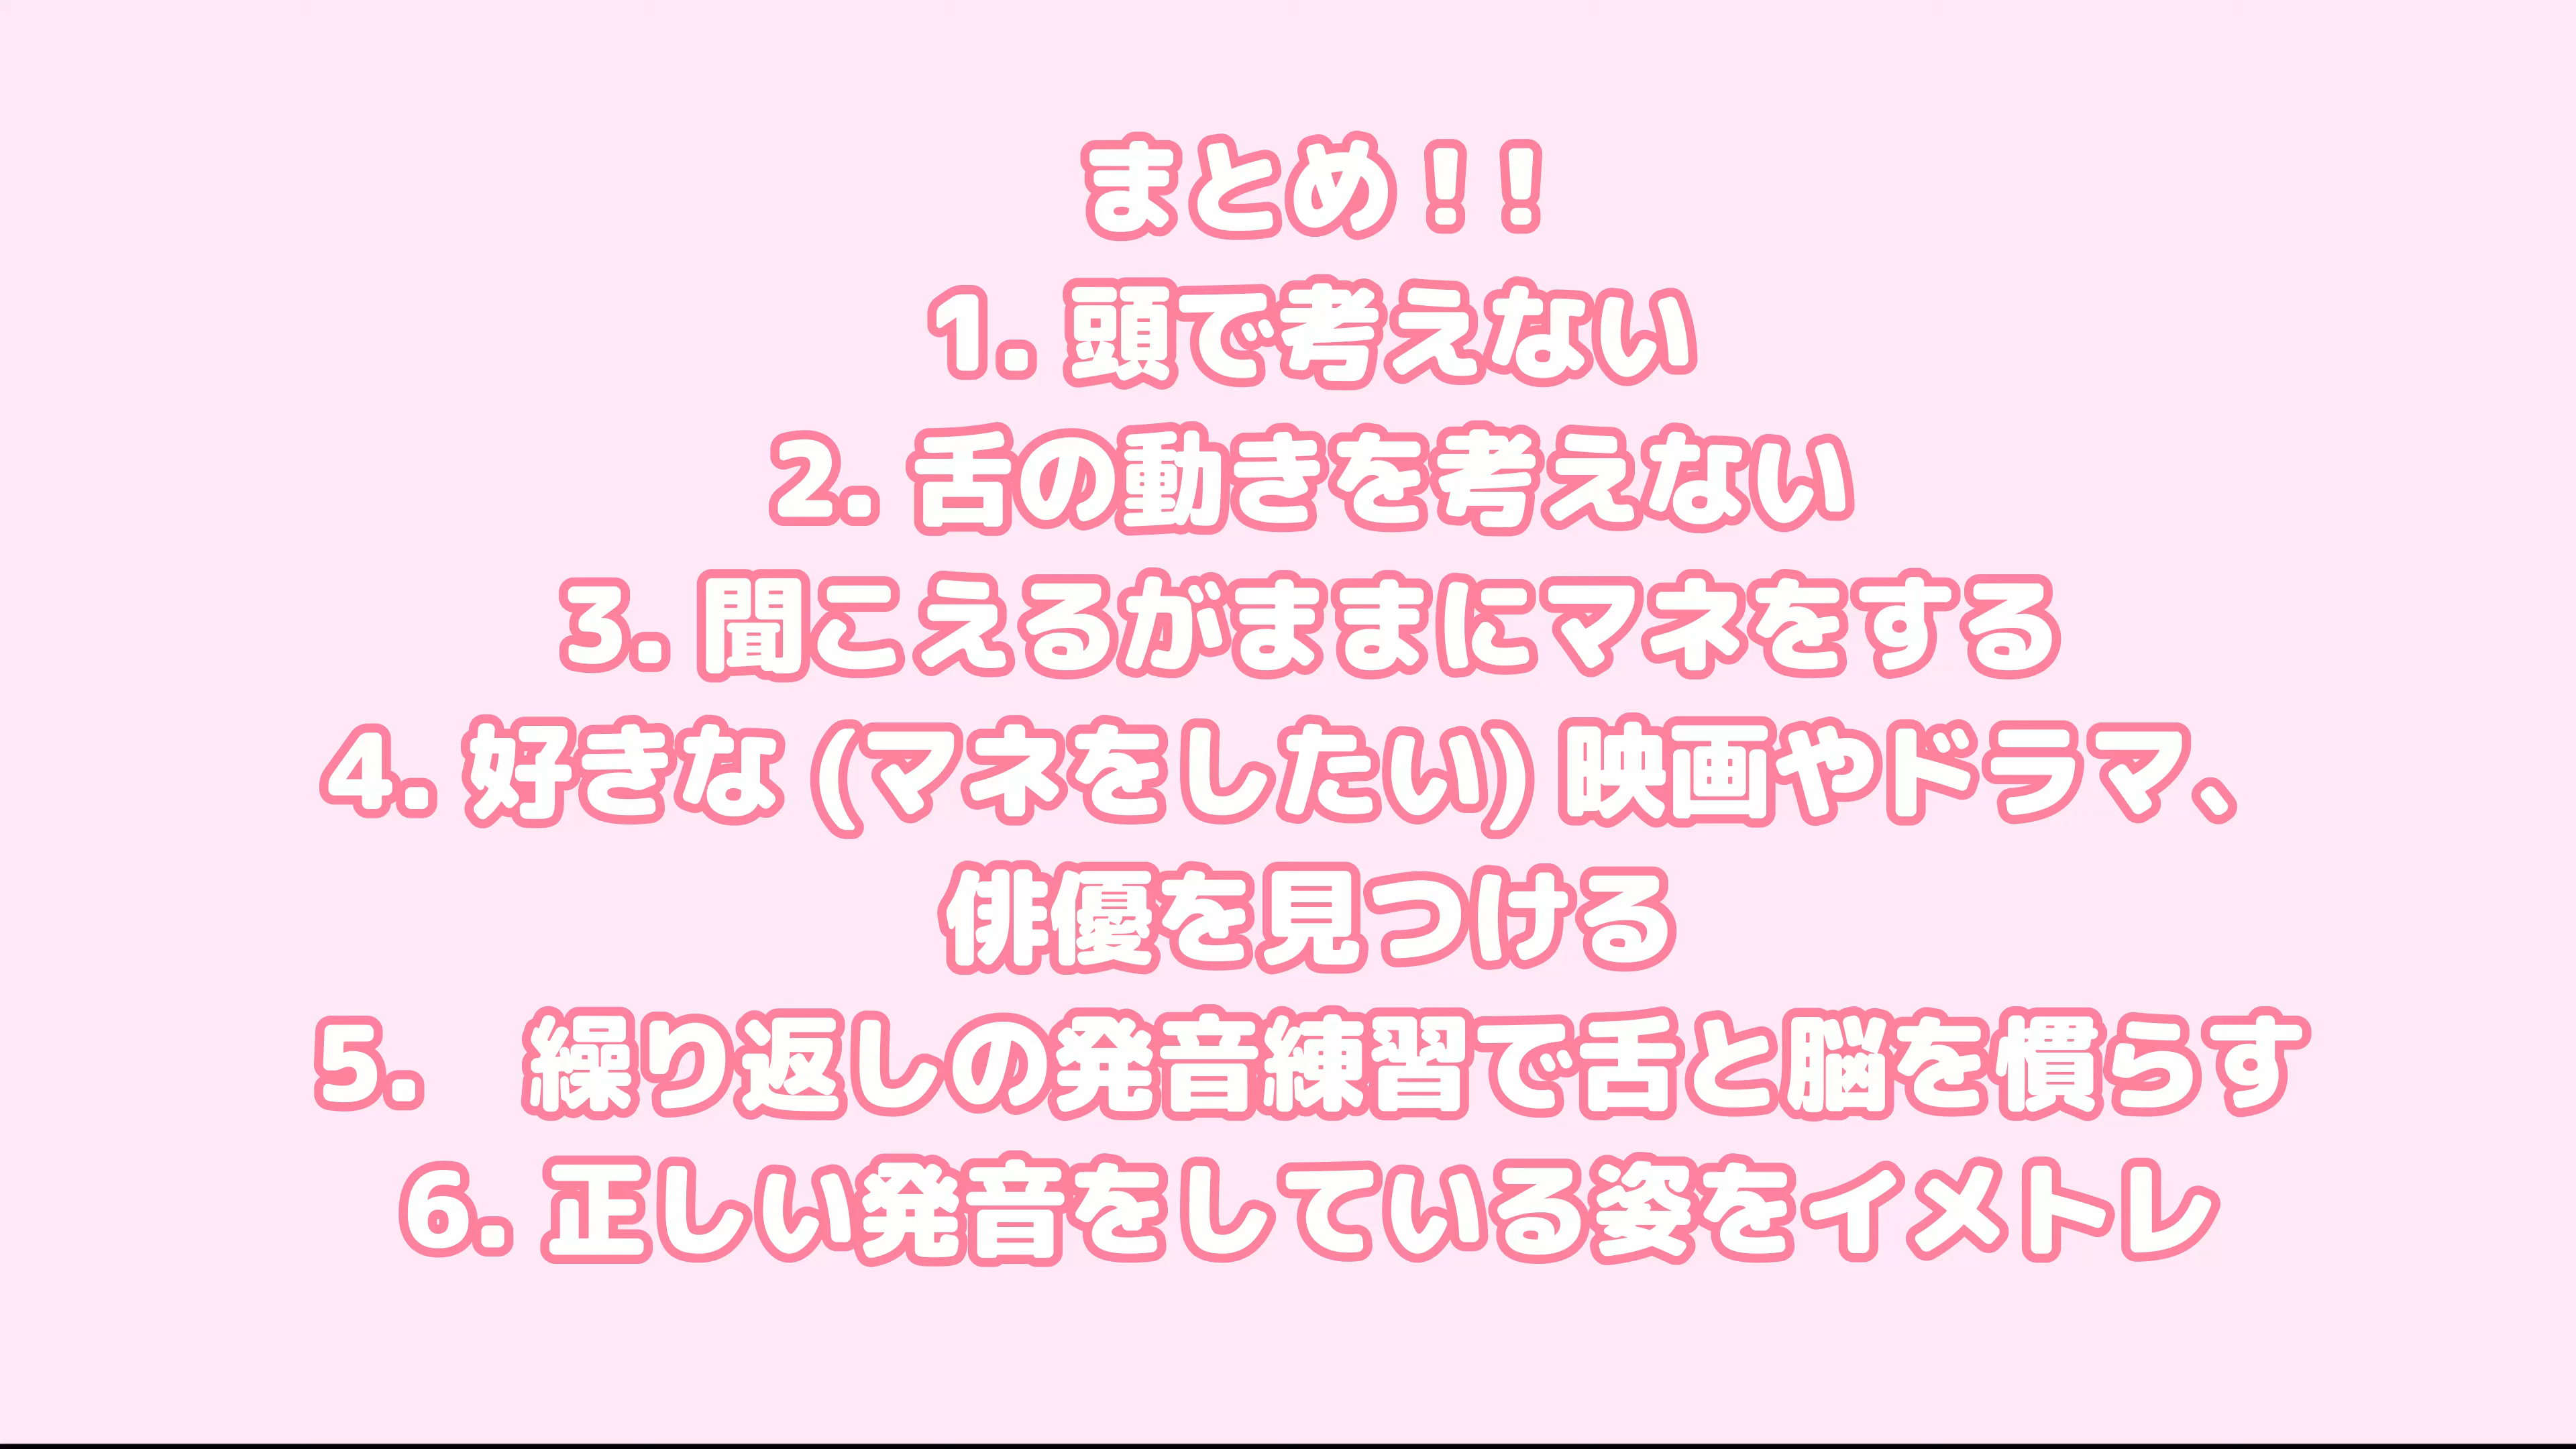 まとめ！！
1. 頭で考えない
2. 舌の動きを考えない
3. 聞こえるがままにマネをする
4. 好きな (マネをしたい) 映画やドラマ、
俳優を見つける
5.　繰り返しの発音練習で舌と脳を慣らす
6. 正しい発音をしている姿をイメトレ